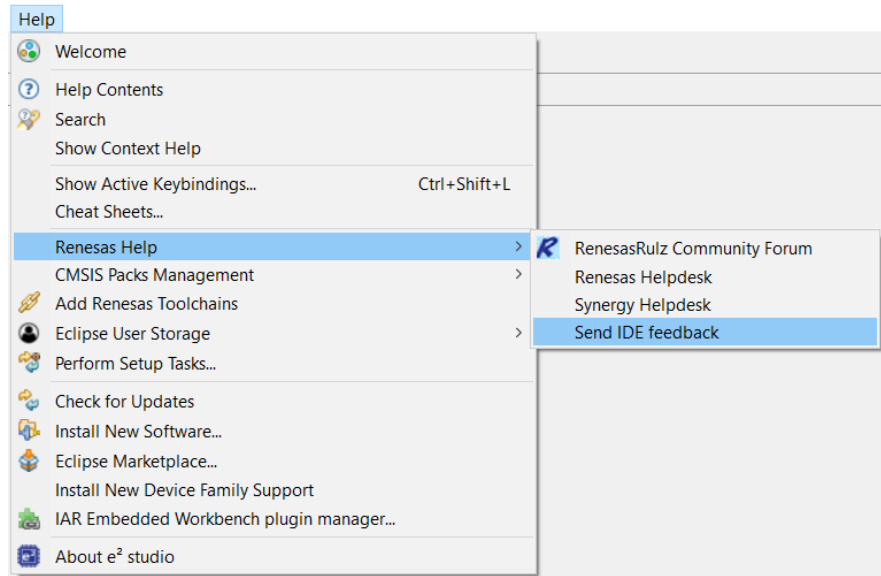 Help
Welcome
Help Contents
Search
Show Context Help
Show Active Keybindings... Ctrl+Shift+L
Cheat Sheets...
Renesas Help
RenesasRulz Community Forum
Renesas Helpdesk
Synergy Helpdesk
Send IDE feedback
CMSIS Packs Management
Add Renesas Toolchains
Eclipse User Storage
Perform Setup Tasks...
Check for Updates
Install New Software...
Eclipse Marketplace...
Install New Device Family Support
IAR Embedded Workbench plugin manager...
About e² studio